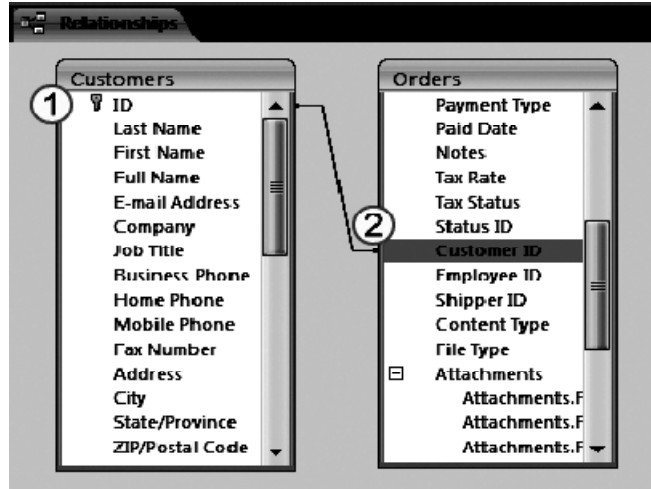 Relationships
Customers
1
ID
Last Name
First Name
Full Name
E-mail Address
Company
Job Title
Business Phone
Home Phone
Mobile Phone
Fax Number
Address
City
State/Province
ZIP/Postal Code
Orders
Payment Type
Paid Date
Notes
Tax Rate
Tax Status
Status ID
2
Customer ID
Employee ID
Shipper ID
Content Type
File Type
Attachments
Attachments.F
Attachments.F
Attachments.F